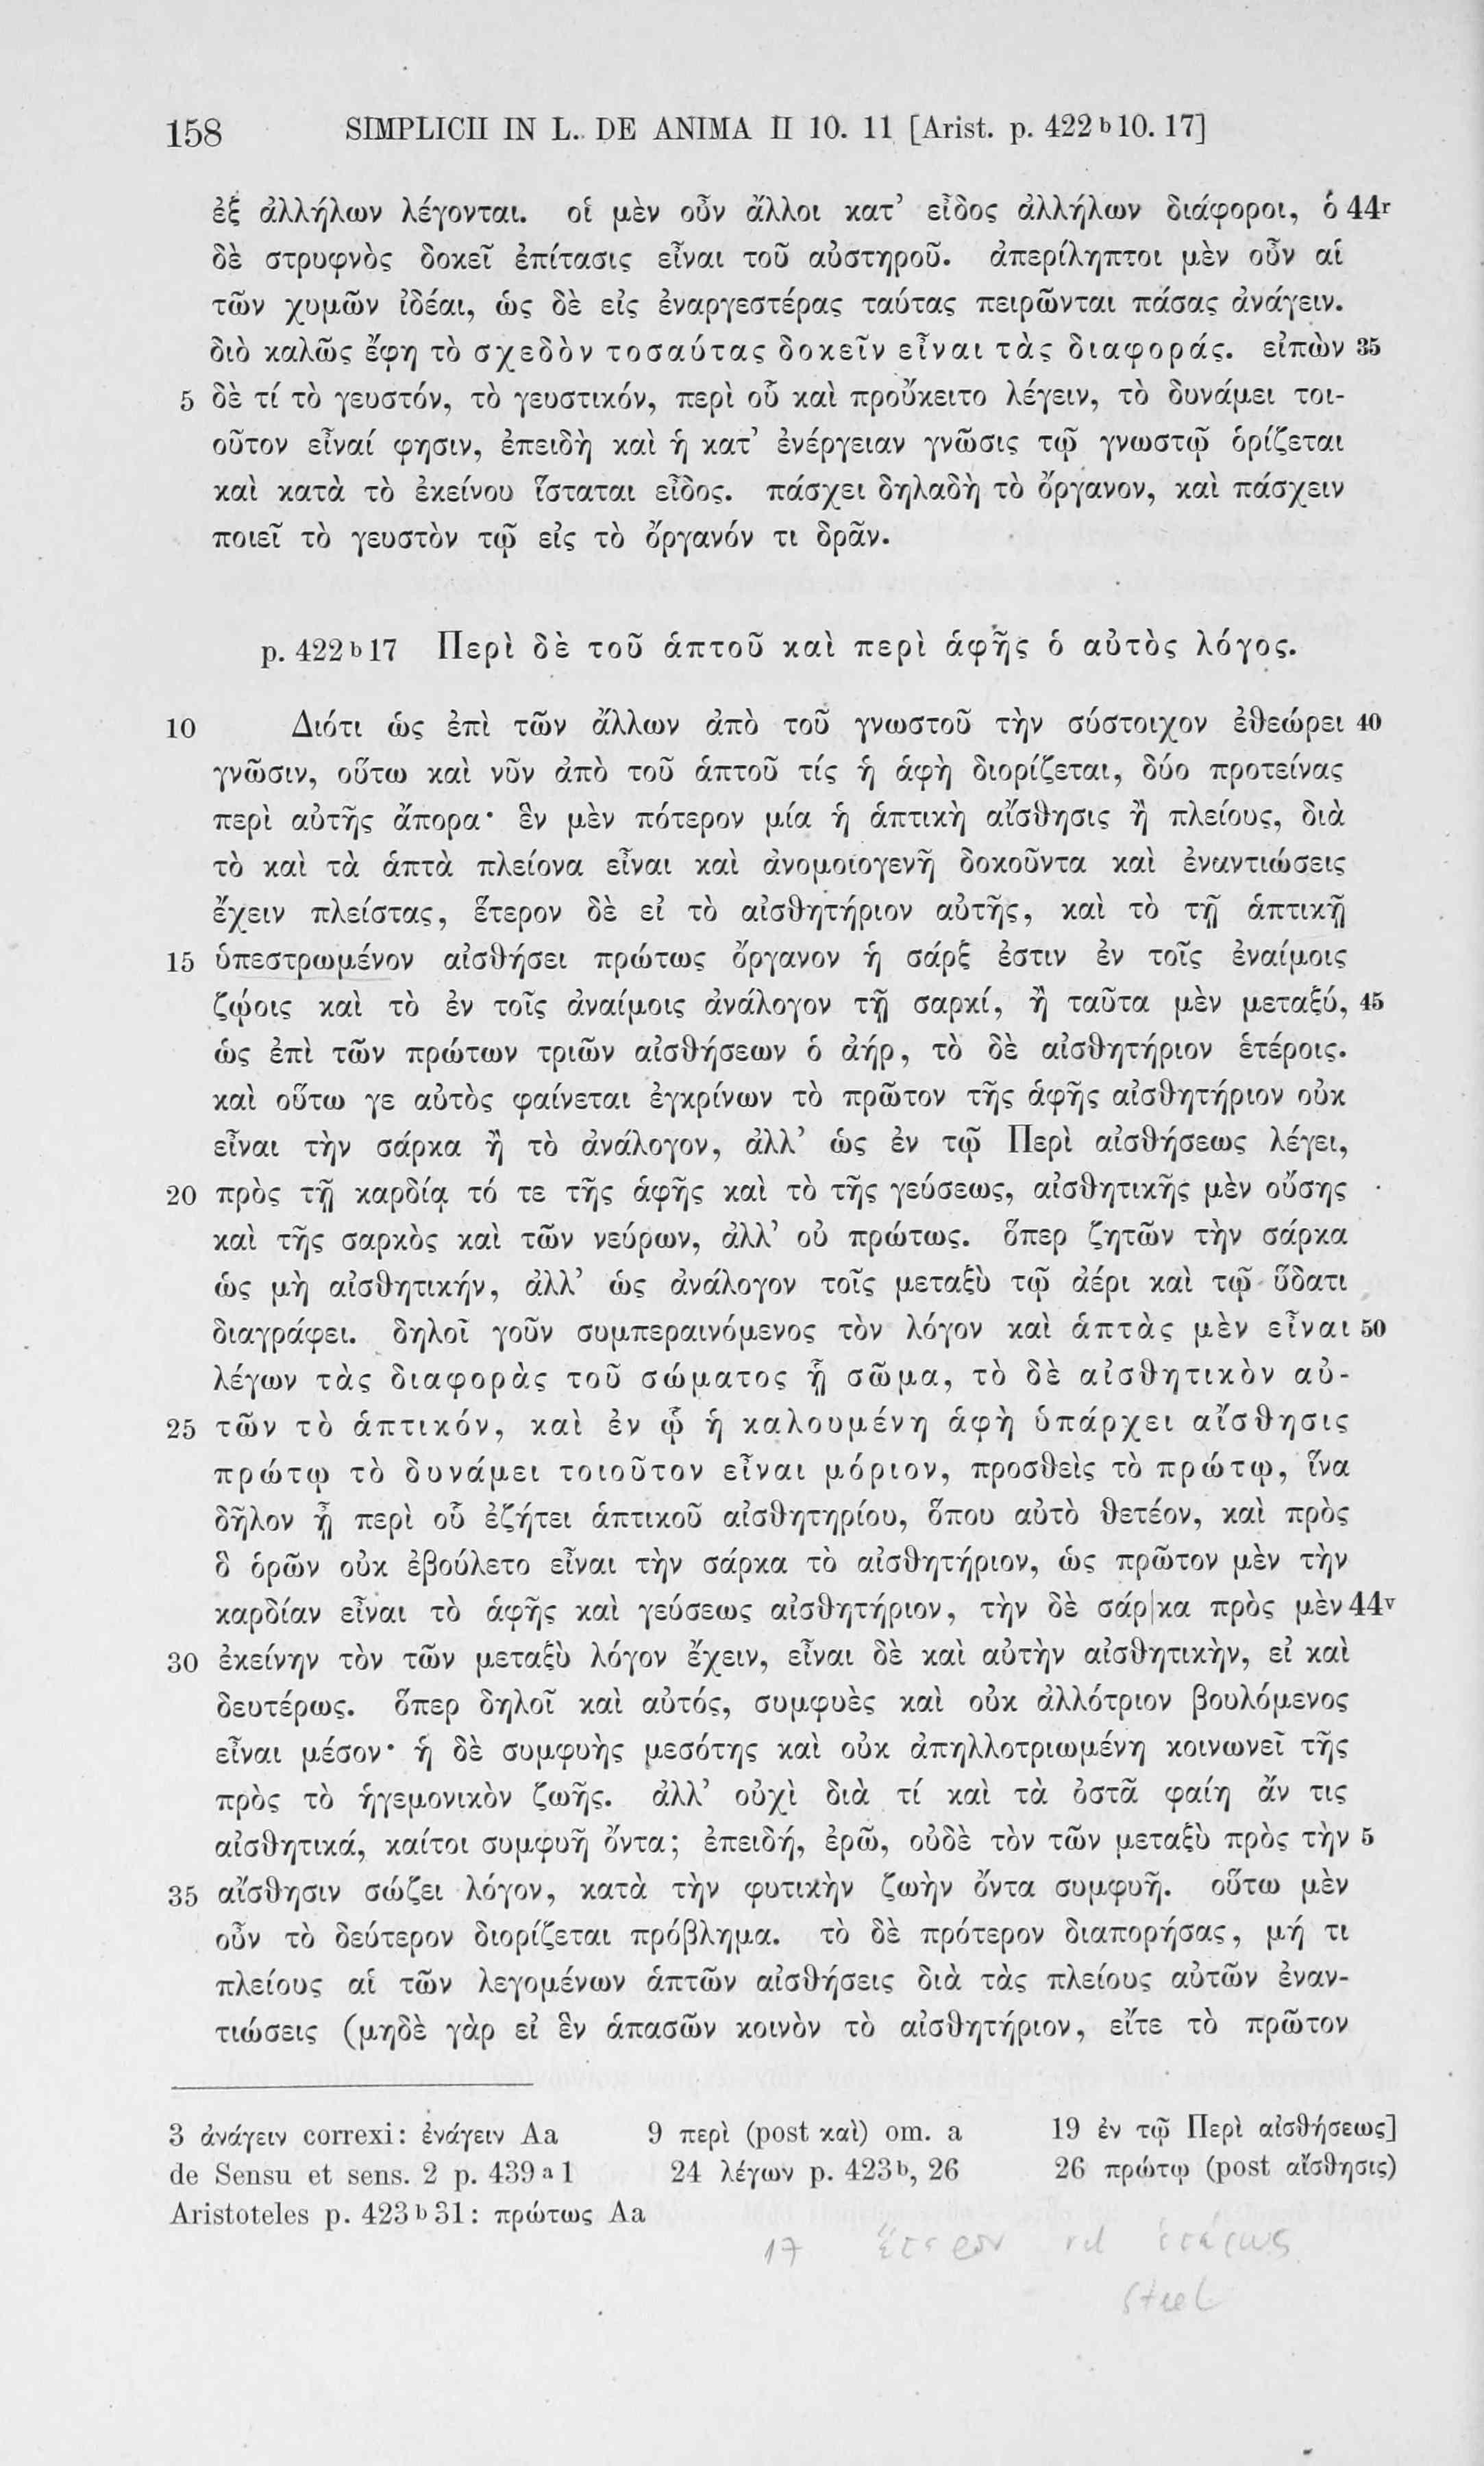 158 SIMPLICII IN L. DE ANIMA II 10. 11 [Arist. p. 422 b 10. 17]
ἐξ ἀλλήλων λέγονται. οἱ μὲν οὖν ἄλλοι κατ’ εἶδος ἀλλήλων διάφοροι, ὁ 44r
δὲ στρυφνὸς δοκεῖ ἐπίτασις εἶναι τοῦ αὐστηροῦ. ἀπερίληπτοι μὲν οὖν αἱ
τῶν χυμῶν ἰδέαι, ὡς δὲ εἰς ἐναργεστέρας ταύτας πειρῶνται πάσας ἀνάγειν.
διὸ καλῶς ἔφη τὸ σχεδὸν τοσαύτας δοκεῖν εἶναι τὰς διαφοράς. εἰπὼν 35
5 δὲ τί τὸ γευστόν, τὸ γευστικόν, περὶ οὗ καὶ προὔκειτο λέγειν, τὸ δυνάμει τοι-
οῦτον εἶναί φησιν, ἐπειδὴ καὶ ἡ κατ’ ἐνέργειαν γνῶσις τῷ γνωστῷ ὁρίζεται
καὶ κατὰ τὸ ἐκείνου ἵσταται εἶδος. πάσχει δηλαδὴ τὸ ὄργανον, καὶ πάσχειν
ποιεῖ τὸ γευστὸν τῷ εἰς τὸ ὄργανόν τι δρᾶν.
p. 422 b 17 Περὶ δὲ τοῦ ἁπτοῦ καὶ περὶ ἁφῆς ὁ αὐτὸς λόγος.
10 Διότι ὡς ἐπὶ τῶν ἄλλων ἀπὸ τοῦ γνωστοῦ τὴν σύστοιχον ἐθεώρει 40
γνῶσιν, οὕτω καὶ νῦν ἀπὸ τοῦ ἁπτοῦ τίς ἡ ἁφὴ διορίζεται, δύο προτείνας
περὶ αὐτῆς ἄπορα· ἓν μὲν πότερον μία ἡ ἁπτικὴ αἴσθησις ἢ πλείους, διὰ
τὸ καὶ τὰ ἁπτὰ πλείονα εἶναι καὶ ἀνομοιογενῆ δοκοῦντα καὶ ἐναντιώσεις
ἔχειν πλείστας, ἕτερον δὲ εἰ τὸ αἰσθητήριον αὐτῆς, καὶ τὸ τῇ ἁπτικῇ
15 ὑπεστρωμένον αἰσθήσει πρώτως ὄργανον ἡ σάρξ ἐστιν ἐν τοῖς ἐναίμοις
ζῴοις καὶ τὸ ἐν τοῖς ἀναίμοις ἀνάλογον τῇ σαρκί, ἢ ταῦτα μὲν μεταξύ, 45
ὡς ἐπὶ τῶν πρώτων τριῶν αἰσθήσεων ὁ ἀήρ, τὸ δὲ αἰσθητήριον ἑτέροις.
καὶ οὕτω γε αὐτὸς φαίνεται ἐγκρίνων τὸ πρῶτον τῆς ἁφῆς αἰσθητήριον οὐκ
εἶναι τὴν σάρκα ἢ τὸ ἀνάλογον, ἀλλ’ ὡς ἐν τῷ Περὶ αἰσθήσεως λέγει,
20 πρὸς τῇ καρδίᾳ τό τε τῆς ἁφῆς καὶ τὸ τῆς γεύσεως, αἰσθητικῆς μὲν οὔσης
καὶ τῆς σαρκὸς καὶ τῶν νεύρων, ἀλλ’ οὐ πρώτως. ὅπερ ζητῶν τὴν σάρκα
ὡς μὴ αἰσθητικήν, ἀλλ’ ὡς ἀνάλογον τοῖς μεταξὺ τῷ ἀέρι καὶ τῷ ὕδατι
διαγράφει. δηλοῖ γοῦν συμπεραινόμενος τὸν λόγον καὶ ἁπτὰς μὲν εἶναι 50
λέγων τὰς διαφορὰς τοῦ σώματος ᾗ σῶμα, τὸ δὲ αἰσθητικὸν αὐ-
25 τῶν τὸ ἁπτικόν, καὶ ἐν ᾧ ἡ καλουμένη ἁφὴ ὑπάρχει αἴσθησις
πρώτῳ τὸ δυνάμει τοιοῦτον εἶναι μόριον, προσθεὶς τὸ πρώτῳ, ἵνα
δῆλον ᾖ περὶ οὗ ἐζήτει ἁπτικοῦ αἰσθητηρίου, ὅπου αὐτὸ θετέον, καὶ πρὸς
ὃ ὁρῶν οὐκ ἐβούλετο εἶναι τὴν σάρκα τὸ αἰσθητήριον, ὡς πρῶτον μὲν τὴν
καρδίαν εἶναι τὸ ἁφῆς καὶ γεύσεως αἰσθητήριον, τὴν δὲ σάρ|κα πρὸς μὲν 44v
30 ἐκείνην τὸν τῶν μεταξὺ λόγον ἔχειν, εἶναι δὲ καὶ αὐτὴν αἰσθητικὴν, εἰ καὶ
δευτέρως. ὅπερ δηλοῖ καὶ αὐτός, συμφυὲς καὶ οὐκ ἀλλότριον βουλόμενος
εἶναι μέσον· ἡ δὲ συμφυὴς μεσότης καὶ οὐκ ἀπηλλοτριωμένη κοινωνεῖ τῆς
πρὸς τὸ ἡγεμονικὸν ζωῆς. ἀλλ’ οὐχὶ διὰ τί καὶ τὰ ὀστᾶ φαίη ἄν τις
αἰσθητικά, καίτοι συμφυῆ ὄντα; ἐπειδή, ἐρῶ, οὐδὲ τὸν τῶν μεταξὺ πρὸς τὴν 5
35 αἴσθησιν σώζει λόγον, κατὰ τὴν φυτικὴν ζωὴν ὄντα συμφυῆ. οὕτω μὲν
οὖν τὸ δεύτερον διορίζεται πρόβλημα. τὸ δὲ πρότερον διαπορήσας, μή τι
πλείους αἱ τῶν λεγομένων ἁπτῶν αἰσθήσεις διὰ τὰς πλείους αὐτῶν ἐναν-
τιώσεις (μηδὲ γὰρ εἰ ἓν ἁπασῶν κοινὸν τὸ αἰσθητήριον, εἴτε τὸ πρῶτον
3 ἀνάγειν correxi: ἐνάγειν Aa 9 περὶ (post καὶ) om. a 19 ἐν τῷ Περὶ αἰσθήσεως]
de Sensu et sens. 2 p. 439 a 1 24 λέγων p. 423 b, 26 26 πρώτῳ (post αἴσθησις)
Aristoteles p. 423 b 31: πρώτως Aa
17 ἕτερον vel ἑτέρως
Steel